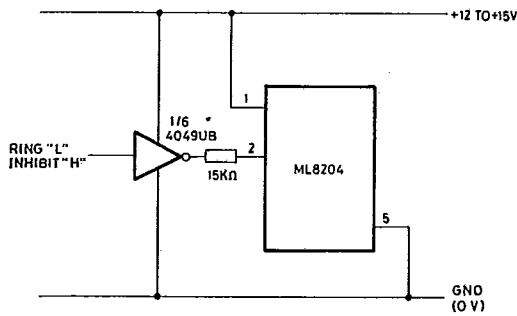 +12 TO +15V
1
1/6 *
4049UB
RING "L"
INHIBIT "H"
2
15KΩ
ML8204
5
GND
(0 V)